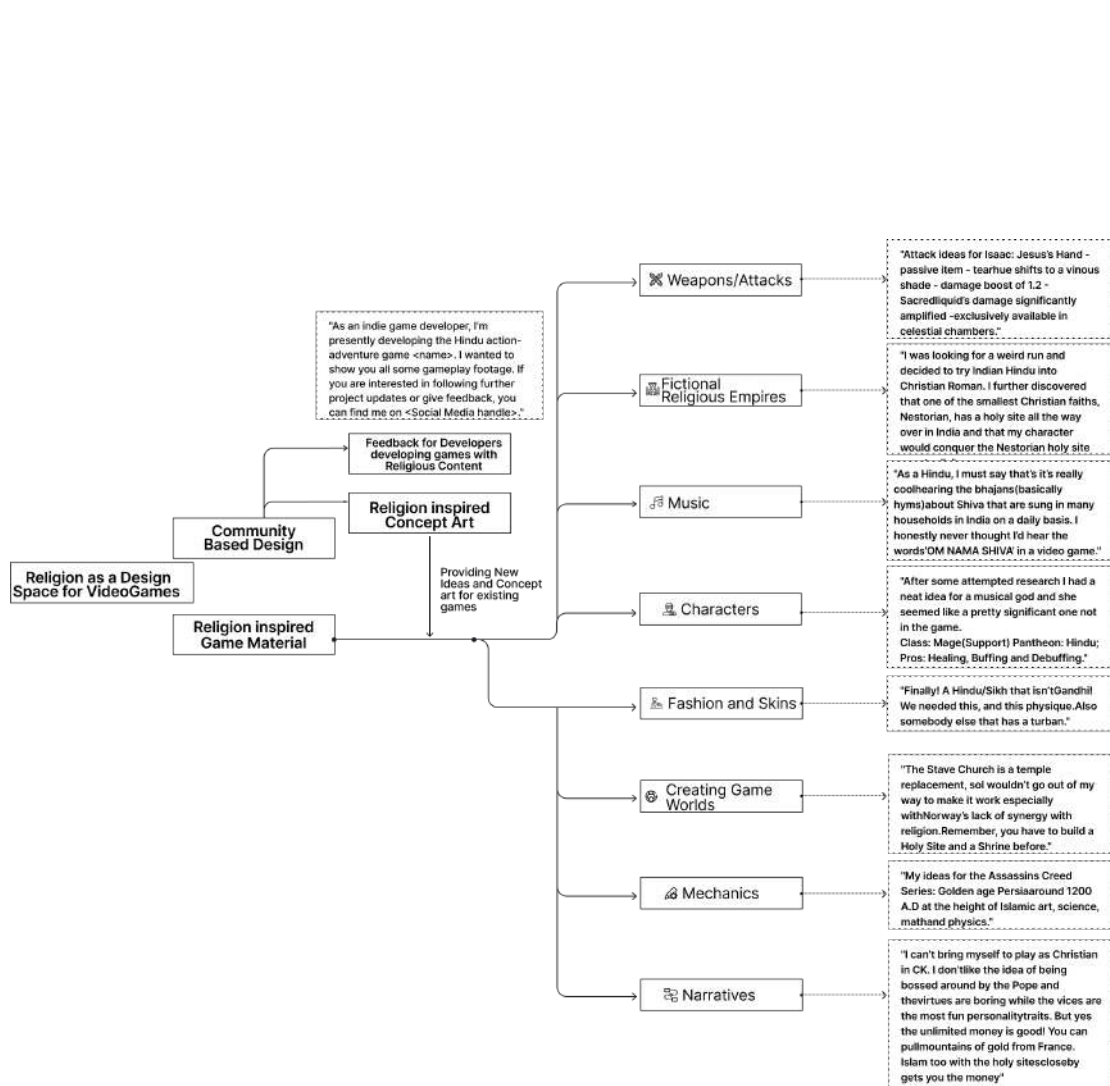 Religion as a Design
Space for VideoGames
Community
Based Design
Religion inspired
Game Material
"As an indie game developer, I'm
presently developing the Hindu action-
adventure game <name>. I wanted to
show you all some gameplay footage. If
you are interested in following further
project updates or give feedback, you
can find me on <Social Media handle>."
Feedback for Developers
developing games with
Religious Content
Religion inspired
Concept Art
Providing New
Ideas and Concept
art for existing
games
Weapons/Attacks
"Attack ideas for Isaac: Jesus's Hand -
passive item - tearhue shifts to a vinous
shade - damage boost of 1.2 -
Sacredliquid's damage significantly
amplified -exclusively available in
celestial chambers."
Fictional
Religious Empires
"I was looking for a weird run and
decided to try Indian Hindu into
Christian Roman. I further discovered
that one of the smallest Christian faiths,
Nestorian, has a holy site all the way
over in India and that my character
would conquer the Nestorian holy site
Music
"As a Hindu, I must say that's it's really
coolhearing the bhajans(basically
hyms)about Shiva that are sung in many
households in India on a daily basis. I
honestly never thought I'd hear the
words'OM NAMA SHIVA' in a video game."
Characters
"After some attempted research I had a
neat idea for a musical god and she
seemed like a pretty significant one not
in the game.
Class: Mage(Support) Pantheon: Hindu;
Pros: Healing, Buffing and Debuffing."
Fashion and Skins
"Finally! A Hindu/Sikh that isn'tGandhi!
We needed this, and this physique.Also
somebody else that has a turban."
Creating Game
Worlds
"The Stave Church is a temple
replacement, soI wouldn't go out of my
way to make it work especially
withNorway's lack of synergy with
religion.Remember, you have to build a
Holy Site and a Shrine before."
Mechanics
"My ideas for the Assassins Creed
Series: Golden age Persiaaround 1200
A.D at the height of Islamic art, science,
mathand physics."
Narratives
"I can't bring myself to play as Christian
in CK. I don'tlike the idea of being
bossed around by the Pope and
thevirtues are boring while the vices are
the most fun personalitytraits. But yes
the unlimited money is good! You can
pullmountains of gold from France.
Islam too with the holy sitescloseby
gets you the money"